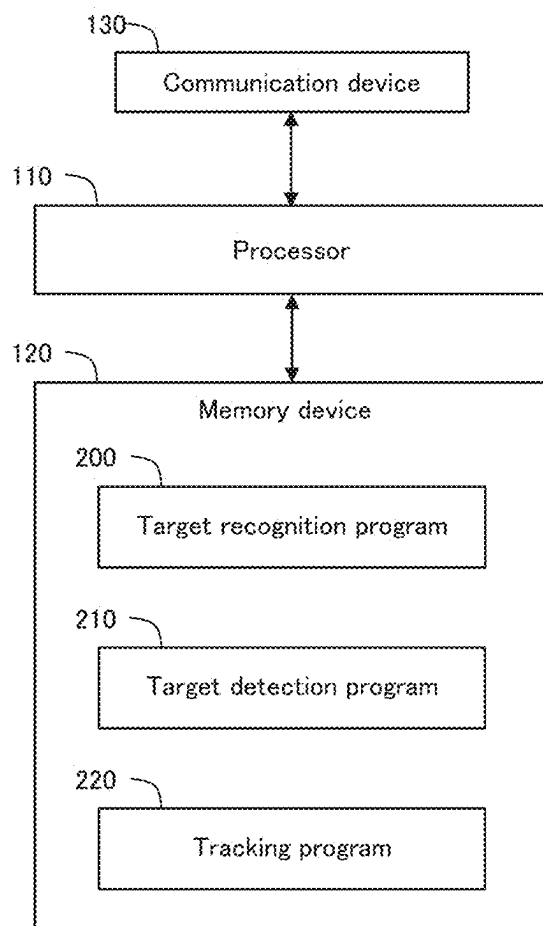 130
Communication device
110
Processor
120
Memory device
200
Target recognition program
210
Target detection program
220
Tracking program